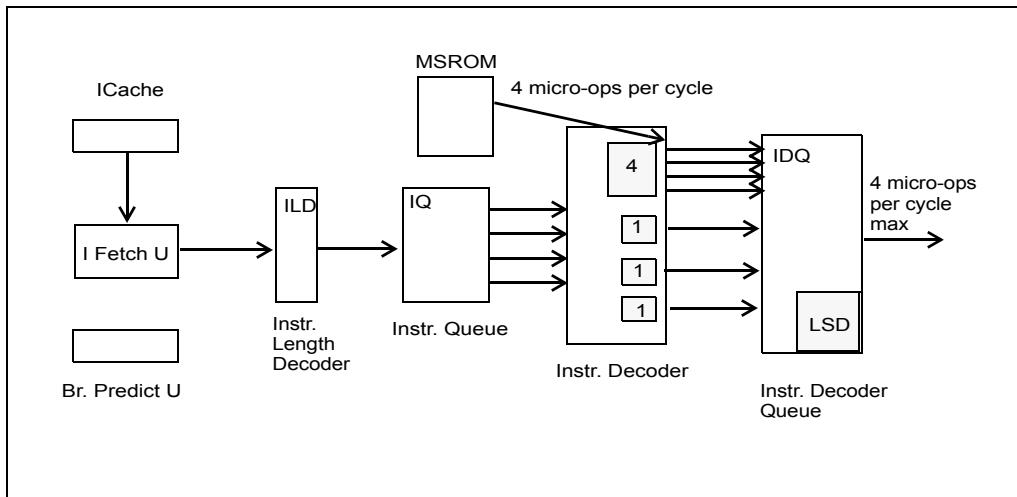 MSROM
4 micro-ops per cycle
ICache
IDQ
4
4 micro-ops
per cycle
max
ILD
IQ
1
I Fetch U
1
1
LSD
Instr.
Length
Decoder
Instr. Queue
Instr. Decoder
Br. Predict U
Instr. Decoder
Queue